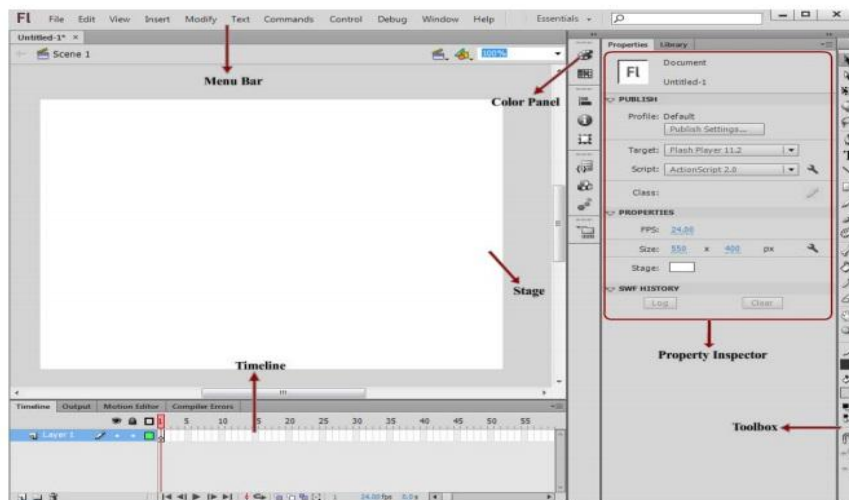 Fl File Edit View Insert Modify Text Commands Control Debug Window Help Essentials
Untitled-1* ×
Scene 1 100%
Menu Bar
Color Panel
Stage
Properties Library
Fl Document
Untitled-1
PUBLISH
Profile: Default
Publish Settings...
Target: Flash Player 11.2
Script: ActionScript 2.0
Class:
PROPERTIES
FPS: 24.00
Size: 550 x 400 px
Stage:
SWF HISTORY
Log Clear
Property Inspector
Toolbox
Timeline
Timeline Output Motion Editor Compiler Errors
1 5 10 15 20 25 30 35 40 45 50 55
Layer 1
1 24.00 fps 0.0 s